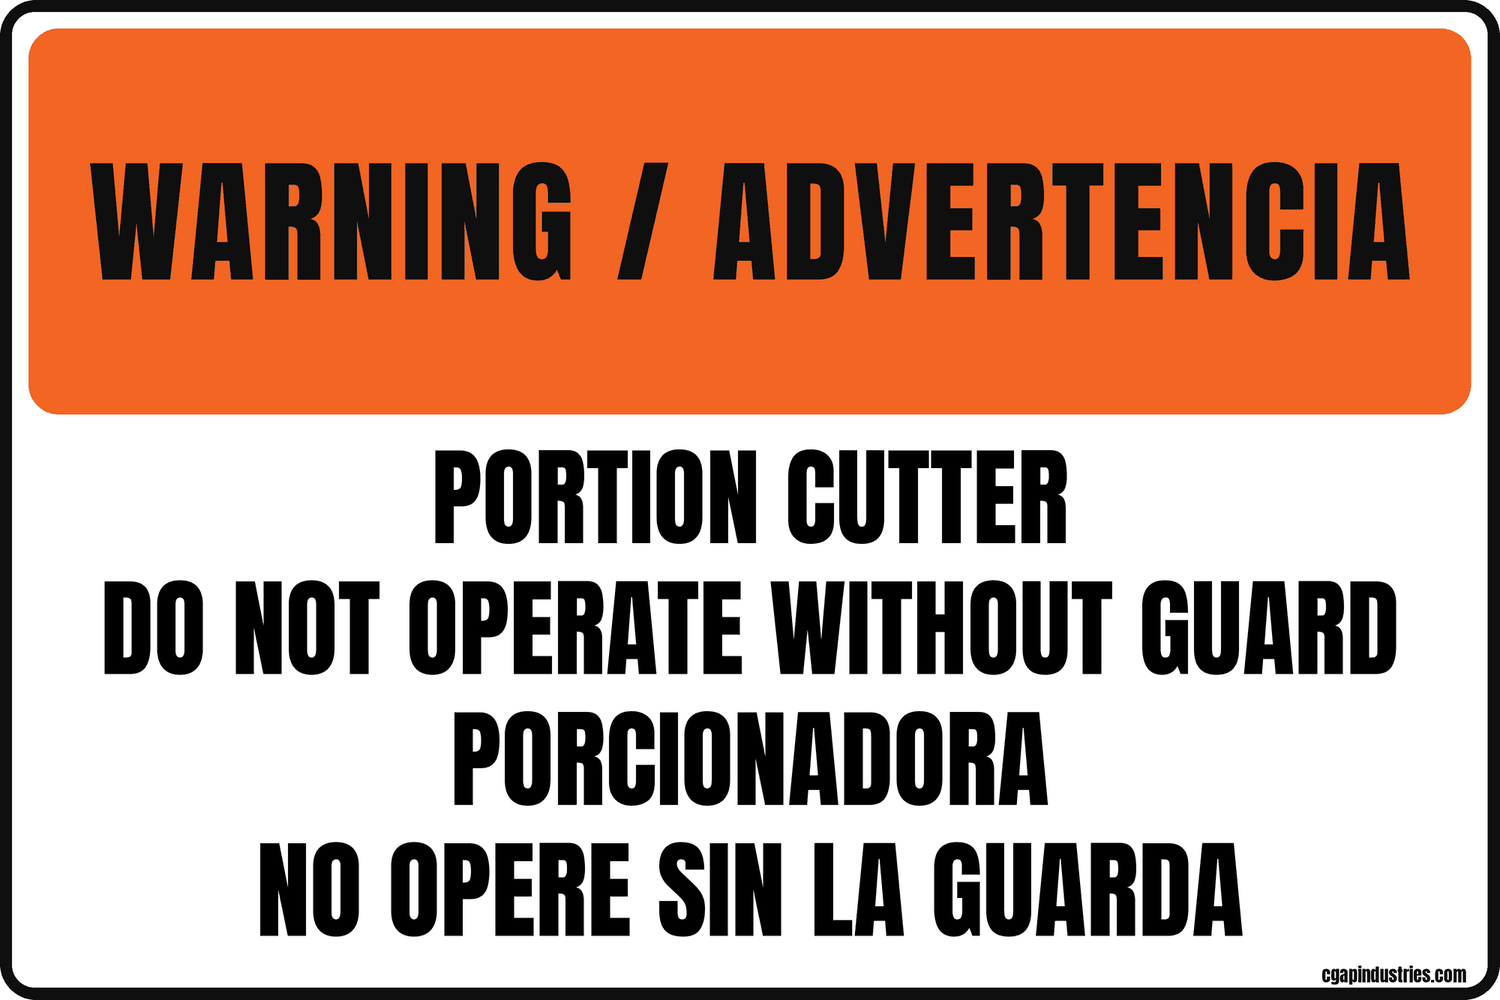 WARNING / ADVERTENCIA
PORTION CUTTER
DO NOT OPERATE WITHOUT GUARD
PORCIONADORA
NO OPERE SIN LA GUARDA
cgapindustries.com